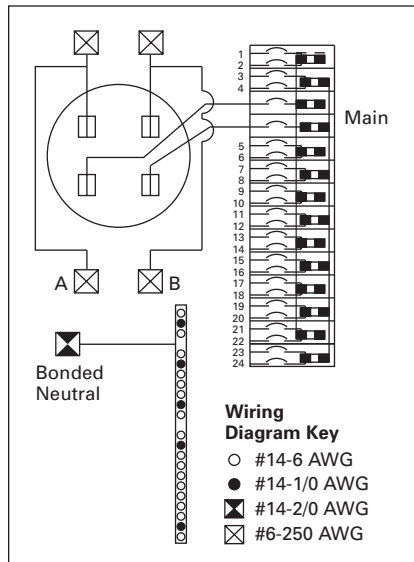 1
2
3
4
Main
5
6
7
8
9
10
11
12
13
14
15
16
17
18
19
20
21
22
23
24
A
B
Bonded
Neutral
Wiring
Diagram Key
#14-6 AWG
#14-1/0 AWG
#14-2/0 AWG
#6-250 AWG